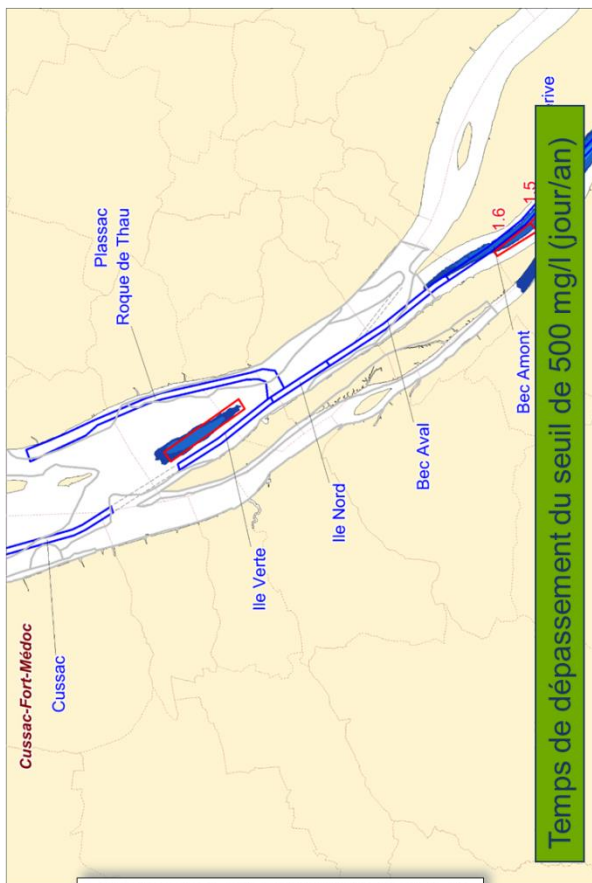 Cussac-Fort-Médoc
Cussac
Plassac
Roque de Thau
Ile Verte
Ile Nord
Bec Aval
Bec Amont
1.6
1.5
Temps de dépassement du seuil de 500 mg/l (jour/an)